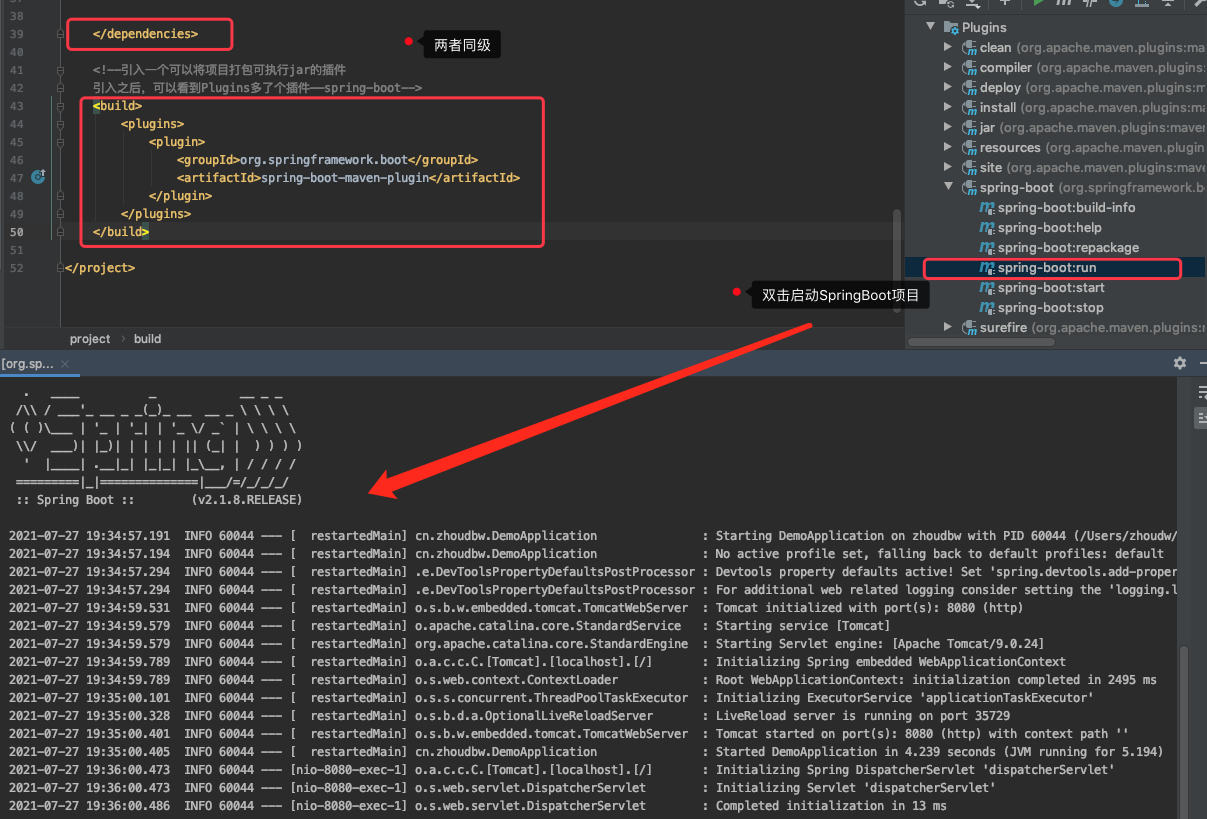 38
39 </dependencies>
两者同级
40
41 <!--引入一个可以将项目打包可执行jar的插件
42 引入之后，可以看到Plugins多了个插件——spring-boot-->
43 <build>
44 <plugins>
45 <plugin>
46 <groupId>org.springframework.boot</groupId>
47 <artifactId>spring-boot-maven-plugin</artifactId>
48 </plugin>
49 </plugins>
50 </build>
51
52 </project>
双击启动SpringBoot项目
project › build
Plugins
clean (org.apache.maven.plugins:ma
compiler (org.apache.maven.plugins:
deploy (org.apache.maven.plugins:
install (org.apache.maven.plugins:ma
jar (org.apache.maven.plugins:maven
resources (org.apache.maven.plugin
site (org.apache.maven.plugins:mave
spring-boot (org.springframework.b
spring-boot:build-info
spring-boot:help
spring-boot:repackage
spring-boot:run
spring-boot:start
spring-boot:stop
surefire (org.apache.maven.plugins:r
[org.sp...
:: Spring Boot :: (v2.1.8.RELEASE)
2021-07-27 19:34:57.191 INFO 60044 --- [ restartedMain] cn.zhoudbw.DemoApplication : Starting DemoApplication on zhoudbw with PID 60044 (/Users/zhoudw/
2021-07-27 19:34:57.194 INFO 60044 --- [ restartedMain] cn.zhoudbw.DemoApplication : No active profile set, falling back to default profiles: default
2021-07-27 19:34:57.294 INFO 60044 --- [ restartedMain] .e.DevToolsPropertyDefaultsPostProcessor : Devtools property defaults active! Set 'spring.devtools.add-proper
2021-07-27 19:34:57.294 INFO 60044 --- [ restartedMain] .e.DevToolsPropertyDefaultsPostProcessor : For additional web related logging consider setting the 'logging.l
2021-07-27 19:34:59.531 INFO 60044 --- [ restartedMain] o.s.b.w.embedded.tomcat.TomcatWebServer : Tomcat initialized with port(s): 8080 (http)
2021-07-27 19:34:59.579 INFO 60044 --- [ restartedMain] o.apache.catalina.core.StandardService : Starting service [Tomcat]
2021-07-27 19:34:59.579 INFO 60044 --- [ restartedMain] org.apache.catalina.core.StandardEngine : Starting Servlet engine: [Apache Tomcat/9.0.24]
2021-07-27 19:34:59.789 INFO 60044 --- [ restartedMain] o.a.c.c.C.[Tomcat].[localhost].[/] : Initializing Spring embedded WebApplicationContext
2021-07-27 19:34:59.789 INFO 60044 --- [ restartedMain] o.s.web.context.ContextLoader : Root WebApplicationContext: initialization completed in 2495 ms
2021-07-27 19:35:00.101 INFO 60044 --- [ restartedMain] o.s.s.concurrent.ThreadPoolTaskExecutor : Initializing ExecutorService 'applicationTaskExecutor'
2021-07-27 19:35:00.328 INFO 60044 --- [ restartedMain] o.s.b.d.a.OptionalLiveReloadServer : LiveReload server is running on port 35729
2021-07-27 19:35:00.401 INFO 60044 --- [ restartedMain] o.s.b.w.embedded.tomcat.TomcatWebServer : Tomcat started on port(s): 8080 (http) with context path ''
2021-07-27 19:35:00.405 INFO 60044 --- [ restartedMain] cn.zhoudbw.DemoApplication : Started DemoApplication in 4.239 seconds (JVM running for 5.194)
2021-07-27 19:36:00.473 INFO 60044 --- [nio-8080-exec-1] o.a.c.c.C.[Tomcat].[localhost].[/] : Initializing Spring DispatcherServlet 'dispatcherServlet'
2021-07-27 19:36:00.473 INFO 60044 --- [nio-8080-exec-1] o.s.web.servlet.DispatcherServlet : Initializing Servlet 'dispatcherServlet'
2021-07-27 19:36:00.486 INFO 60044 --- [nio-8080-exec-1] o.s.web.servlet.DispatcherServlet : Completed initialization in 13 ms